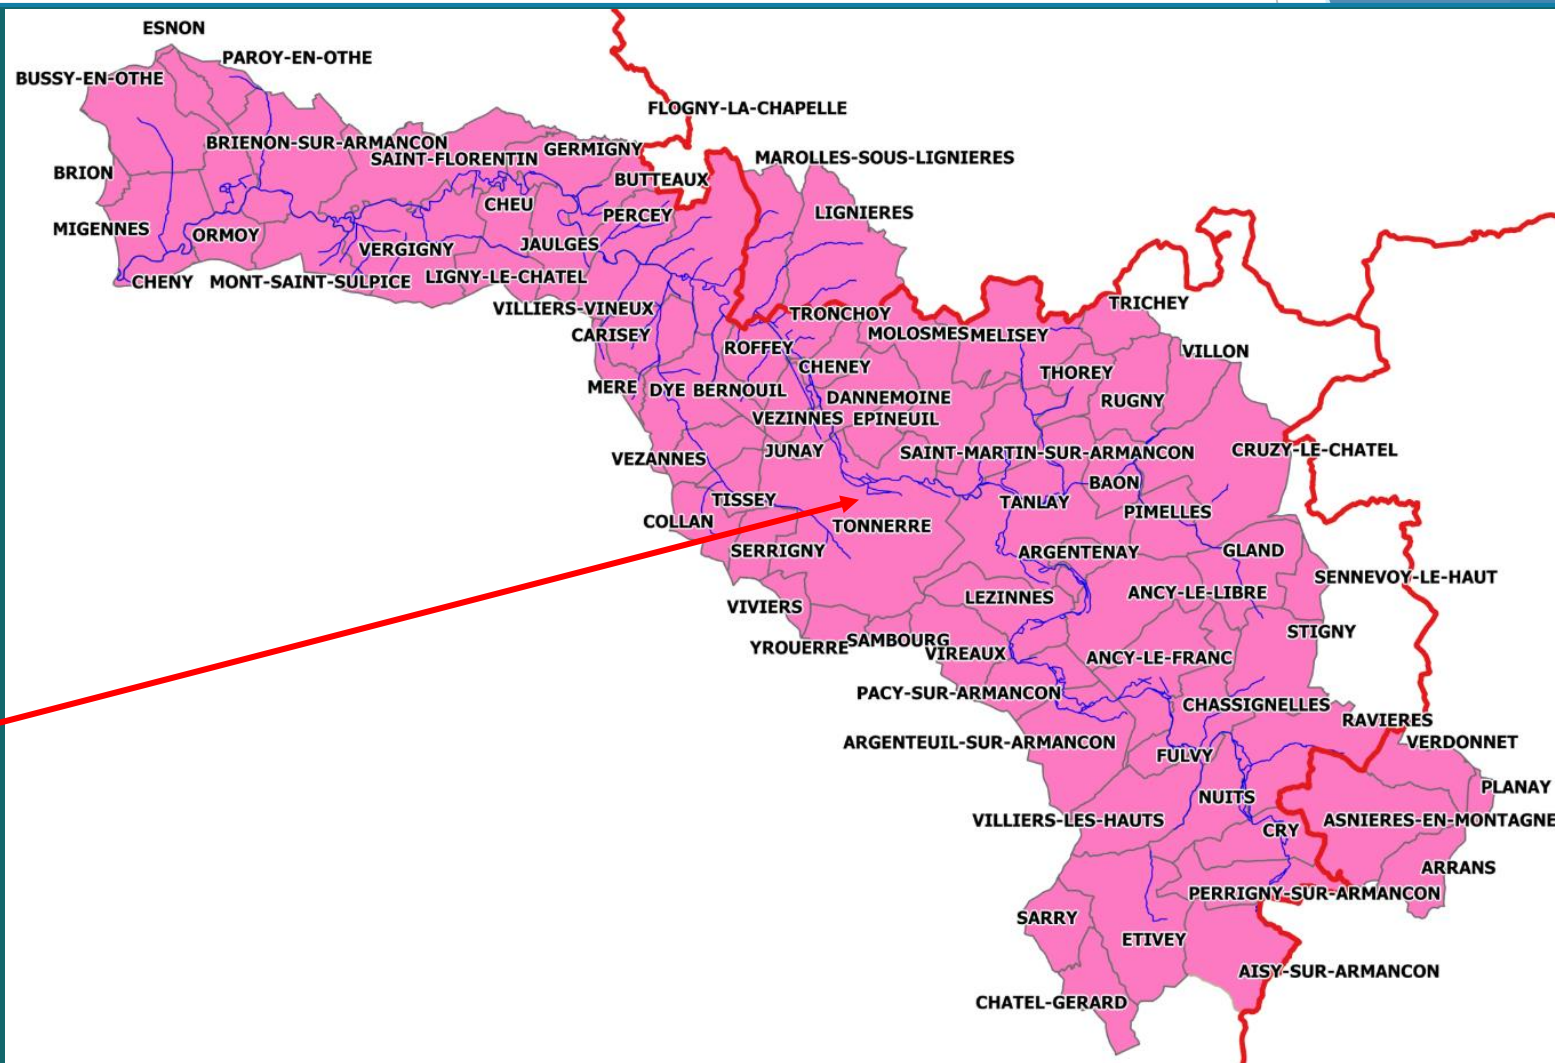 ESNON
PAROY-EN-OTHE
BUSSY-EN-OTHE
FLOGNY-LA-CHAPELLE
BRIENON-SUR-ARMANCON
GERMIGNY
SAINT-FLORENTIN
MAROLLES-SOUS-LIGNIERES
BRION
BUTTEAUX
CHEU
PERCEY
LIGNIERES
MIGENNES
ORMOY
VERGIGNY
JAULGES
CHENY
MONT-SAINT-SULPICE
LIGNY-LE-CHATEL
VILLIERS-VINEUX
TRONCHOY
TRICHEY
CARISEY
ROFFEY
MOLOSMES
MELISEY
VILLON
CHENEY
THOREY
MERE
DYE
BERNOUIL
DANNEMOINE
RUGNY
VEZINNES
EPINEUIL
VEZANNES
JUNAY
SAINT-MARTIN-SUR-ARMANCON
CRUZY-LE-CHATEL
BAON
TISSEY
TANLAY
PIMELLES
COLLAN
TONNERRE
SERRIGNY
ARGENTENAY
GLAND
SENNEVOY-LE-HAUT
LEZINNES
ANCY-LE-LIBRE
VIVIERS
STIGNY
YROUERRE
SAMBOURG
VIREAUX
ANCY-LE-FRANC
PACY-SUR-ARMANCON
CHASSIGNELLES
RAVIERES
ARGENTEUIL-SUR-ARMANCON
VERDONNET
FULVY
PLANAY
NUITS
VILLIERS-LES-HAUTS
CRY
ASNIERES-EN-MONTAGNE
ARRANS
PERRIGNY-SUR-ARMANCON
SARRY
ETIVEY
AISY-SUR-ARMANCON
CHATEL-GERARD